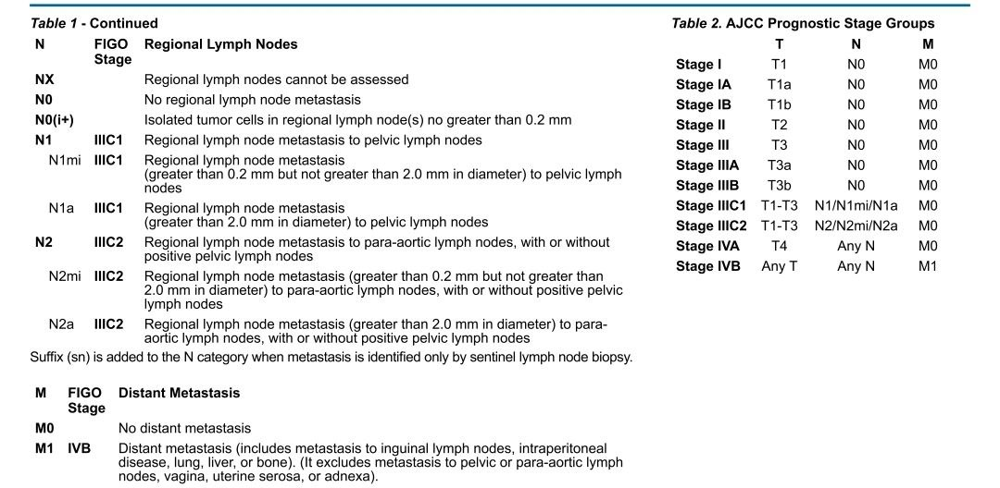 Table 1 - Continued
N FIGO Stage Regional Lymph Nodes
NX Regional lymph nodes cannot be assessed
N0 No regional lymph node metastasis
N0(i+) Isolated tumor cells in regional lymph node(s) no greater than 0.2 mm
N1 IIIC1 Regional lymph node metastasis to pelvic lymph nodes
N1mi IIIC1 Regional lymph node metastasis
(greater than 0.2 mm but not greater than 2.0 mm in diameter) to pelvic lymph
nodes
N1a IIIC1 Regional lymph node metastasis
(greater than 2.0 mm in diameter) to pelvic lymph nodes
N2 IIIC2 Regional lymph node metastasis to para-aortic lymph nodes, with or without
positive pelvic lymph nodes
N2mi IIIC2 Regional lymph node metastasis (greater than 0.2 mm but not greater than
2.0 mm in diameter) to para-aortic lymph nodes, with or without positive pelvic
lymph nodes
N2a IIIC2 Regional lymph node metastasis (greater than 2.0 mm in diameter) to para-
aortic lymph nodes, with or without positive pelvic lymph nodes
Suffix (sn) is added to the N category when metastasis is identified only by sentinel lymph node biopsy.
M FIGO Stage Distant Metastasis
M0 No distant metastasis
M1 IVB Distant metastasis (includes metastasis to inguinal lymph nodes, intraperitoneal
disease, lung, liver, or bone). (It excludes metastasis to pelvic or para-aortic lymph
nodes, vagina, uterine serosa, or adnexa).
Table 2. AJCC Prognostic Stage Groups
T N M
Stage I T1 N0 M0
Stage IA T1a N0 M0
Stage IB T1b N0 M0
Stage II T2 N0 M0
Stage III T3 N0 M0
Stage IIIA T3a N0 M0
Stage IIIB T3b N0 M0
Stage IIIC1 T1-T3 N1/N1mi/N1a M0
Stage IIIC2 T1-T3 N2/N2mi/N2a M0
Stage IVA T4 Any N M0
Stage IVB Any T Any N M1